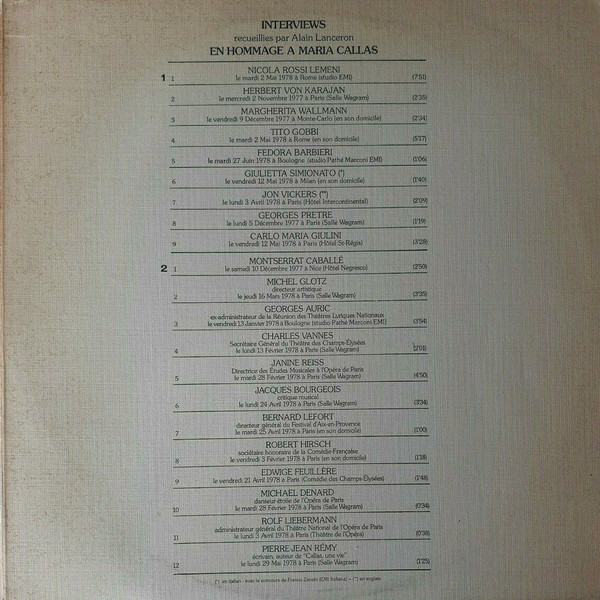 INTERVIEWS
recueillies par Alain Lanceron
EN HOMMAGE A MARIA CALLAS
1 1 NICOLA ROSSI LEMENI
le mardi 2 Mai 1978 à Rome (studio EMI) (7'51)
HERBERT VON KARAJAN
2 le mercredi 2 Novembre 1977 à Paris (Salle Wagram) (2'35)
MARGHERITA WALLMANN
3 le vendredi 9 Décembre 1977 à Monte-Carlo (en son domicile) (2'34)
TITO GOBBI
4 le mardi 2 Mai 1978 à Rome (en son domicile) (5'17)
FEDORA BARBIERI
5 le mardi 27 Juin 1978 à Boulogne (studio Pathé Marconi EMI) (1'06)
GIULIETTA SIMIONATO (*)
6 le vendredi 12 Mai 1978 à Milan (en son domicile) (1'40)
JON VICKERS (**)
7 le lundi 3 Avril 1978 à Paris (Hôtel Intercontinental) (2'09)
GEORGES PRETRE
8 le lundi 5 Décembre 1977 à Paris (Salle Wagram) (1'19)
CARLO MARIA GIULINI
9 le vendredi 12 Mai 1978 à Paris (Hôtel St-Régis) (3'28)
2 1 MONTSERRAT CABALLÉ
le samedi 10 Décembre 1977 à Nice (Hôtel Negresco) (2'50)
MICHEL GLOTZ
directeur artistique
2 le jeudi 16 Mars 1978 à Paris (Salle Wagram) (3'35)
GEORGES AURIC
ex-administrateur de la Réunion des Théâtres Lyriques Nationaux
3 le vendredi 13 Janvier 1978 à Boulogne (studio Pathé Marconi EMI) (3'54)
CHARLES VANNES
Secrétaire Général du Théâtre des Champs-Elysées
4 le lundi 13 Février 1978 à Paris (Salle Wagram) (2'01)
JANINE REISS
Directrice des Études Musicales à l'Opéra de Paris
5 le mardi 28 Février 1978 à Paris (Salle Wagram) (4'50)
JACQUES BOURGEOIS
critique musical
6 le lundi 24 Avril 1978 à Paris (Salle Wagram) (3'34)
BERNARD LEFORT
directeur général du Festival d'Aix-en-Provence
7 le mardi 25 Avril 1978 à Paris (en son domicile) (1'00)
ROBERT HIRSCH
sociétaire honoraire de la Comédie-Française
8 le vendredi 3 Février 1978 à Paris (en son domicile) (1'18)
EDWIGE FEUILLÈRE
9 le vendredi 21 Avril 1978 à Paris (Comédie des Champs-Elysées) (1'48)
MICHAEL DENARD
danseur étoile de l'Opéra de Paris
10 le mardi 28 Février 1978 à Paris (Salle Wagram) (0'34)
ROLF LIEBERMANN
administrateur général du Théâtre National de l'Opéra de Paris
11 le lundi 3 Avril 1978 à Paris (Théâtre de l'Opéra) (0'38)
PIERRE JEAN RÉMY
écrivain, auteur de "Callas, une vie"
12 le lundi 29 Mai 1978 à Paris (Salle Wagram) (1'25)
(*) en italien - avec le concours de Franco Zanetti (EMI Italiana) - (**) en anglais